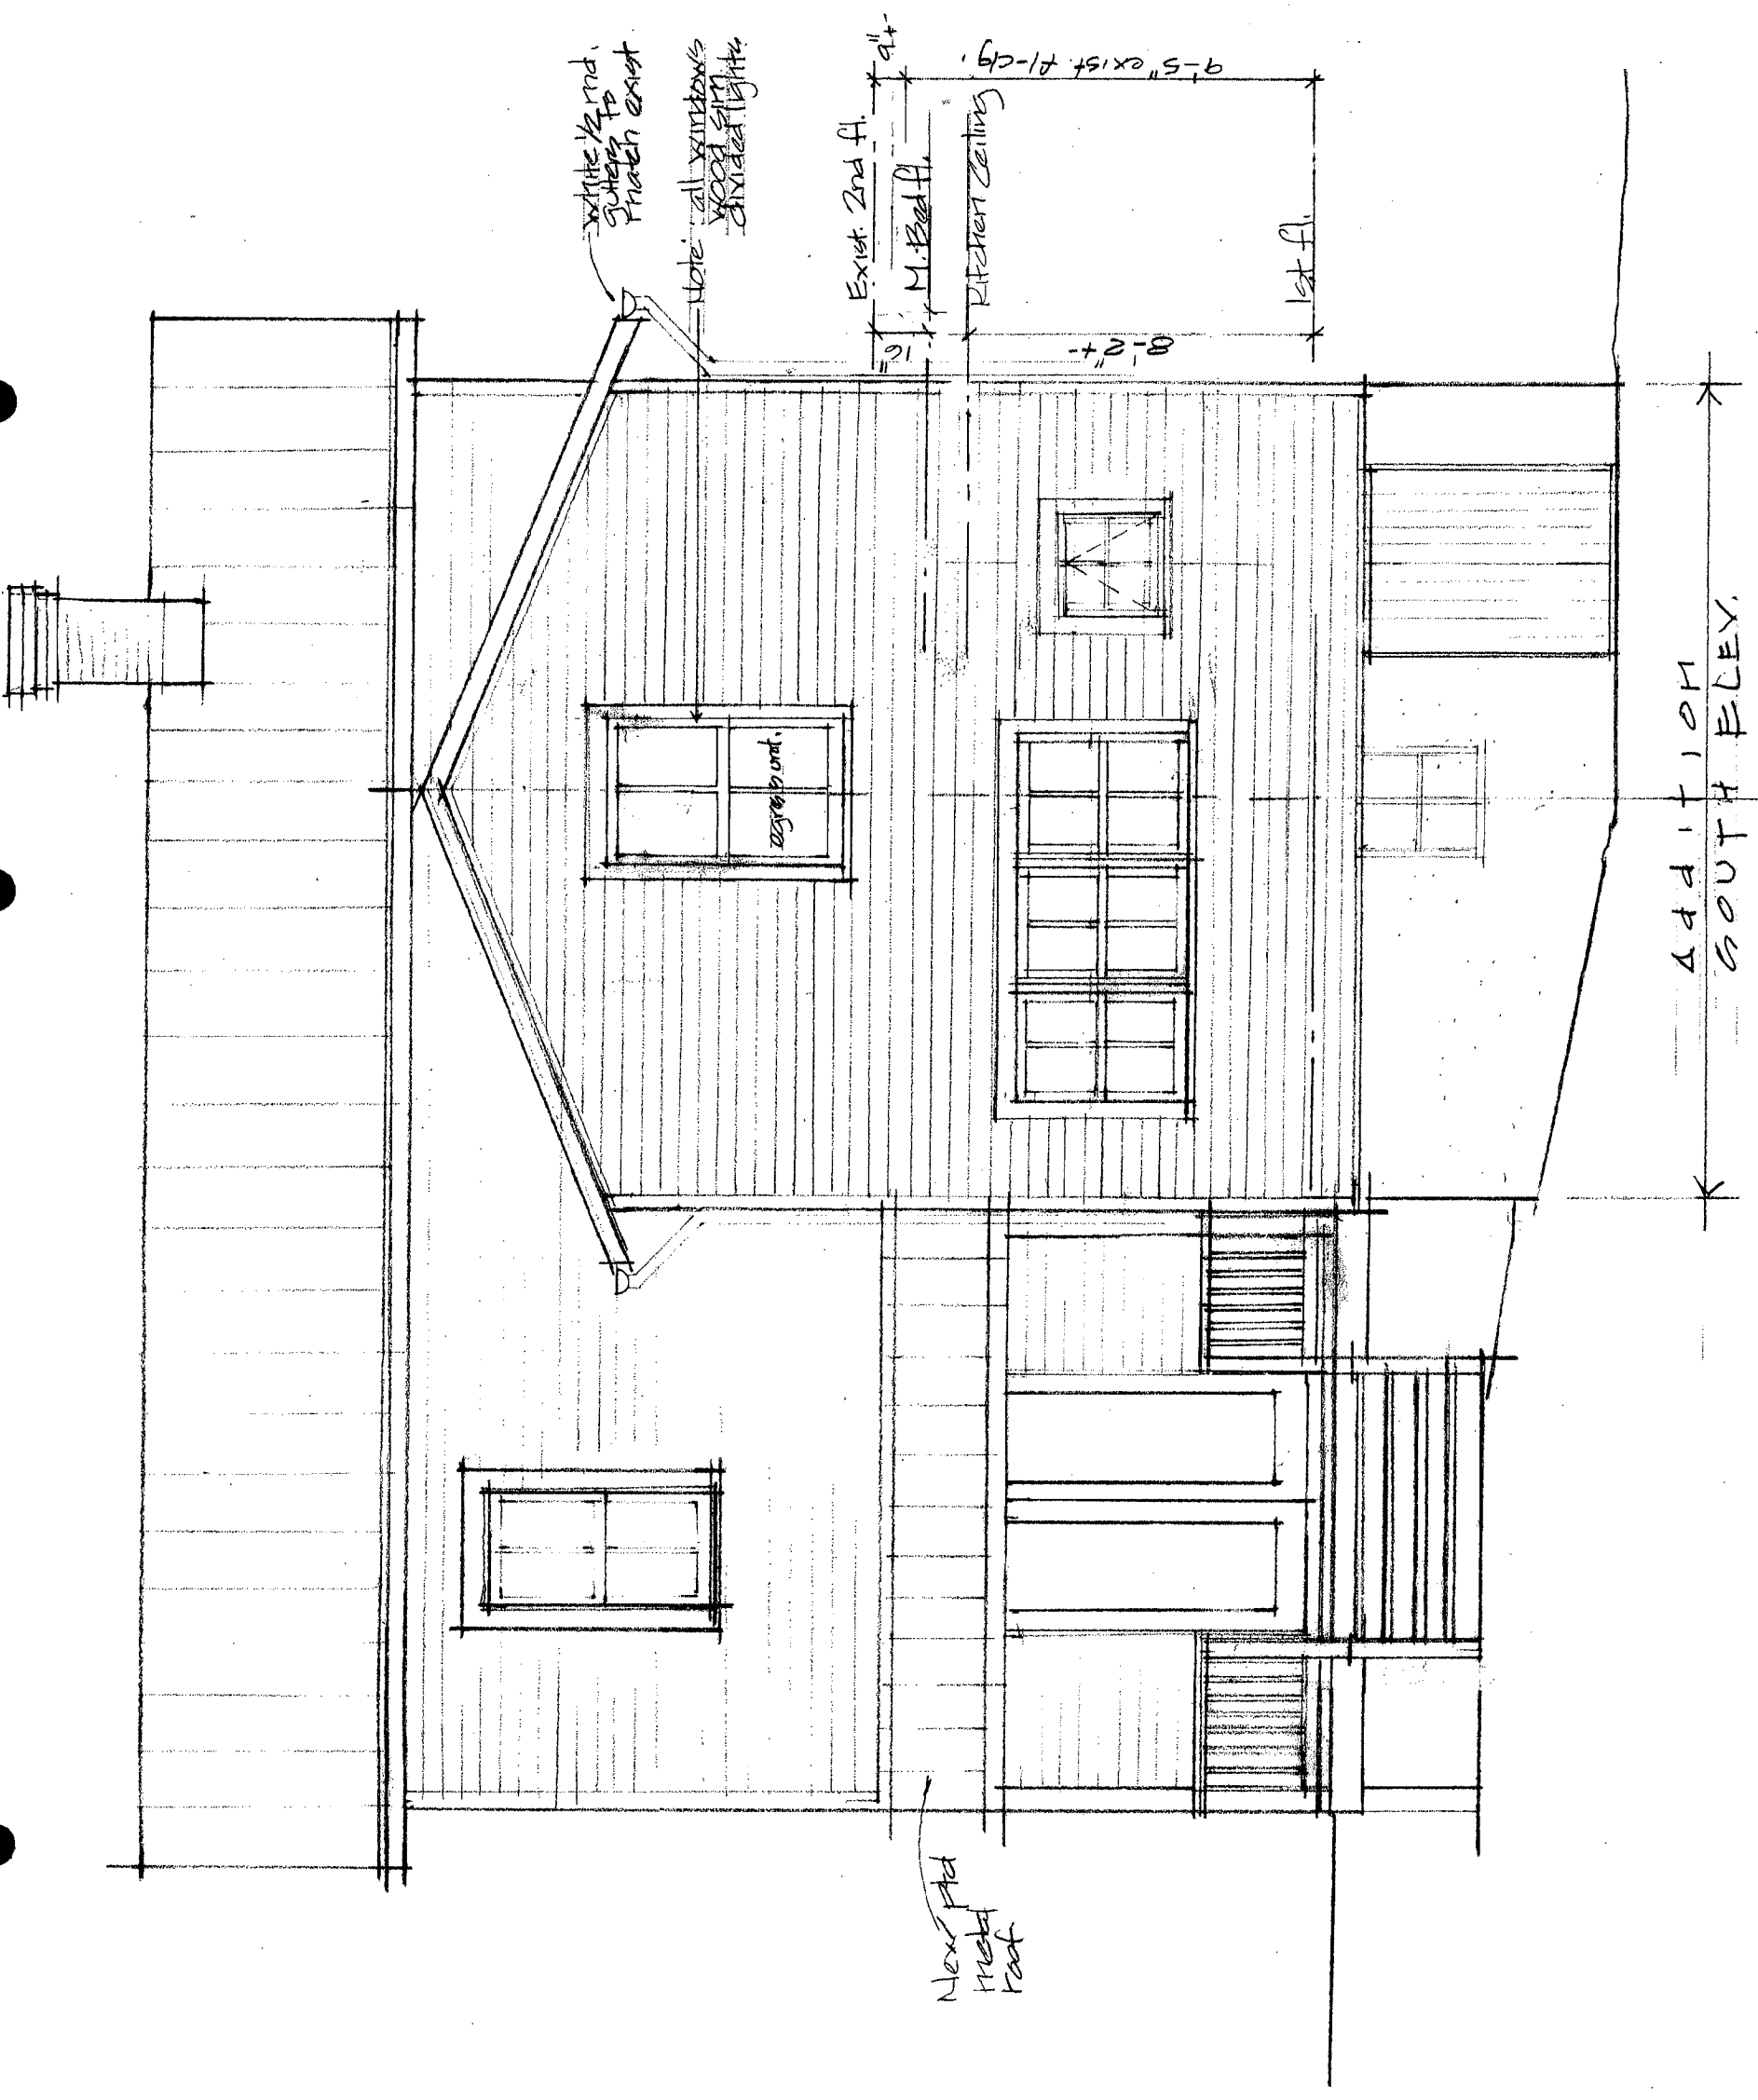 white 1/2 rnd.
gutters to
match exist
Note: all windows
wood sim
divided lights
Exist. 2nd fl.
9"+-
M. Bed fl.
16"
Kitchen Ceiling
9'-5" exist fl-clg.
8'-2"+-
1st fl.
egress unit.
New ptd
metal
roof
Addition
SOUTH ELEV.